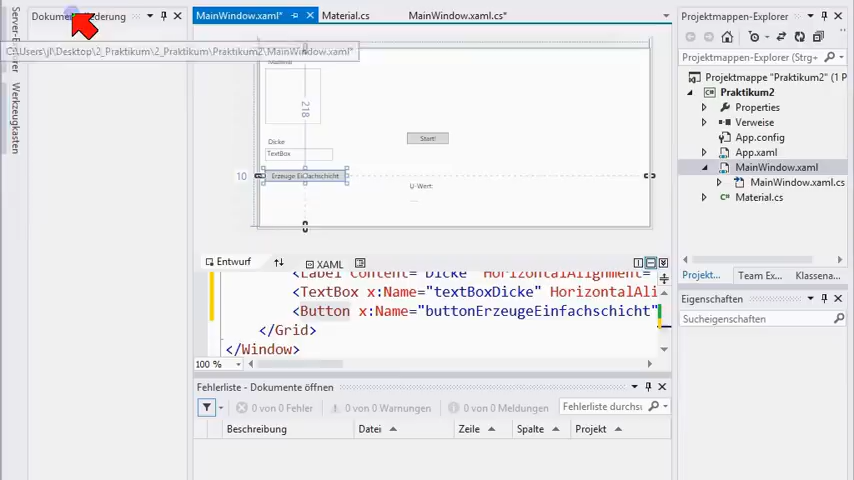 Server-Explorer
Werkzeugkasten
MainWindow.xaml*
Material.cs
MainWindow.xaml.cs*
C:\Users\jl\Desktop\2_Praktikum\2_Praktikum\Praktikum2\MainWindow.xaml*
Material
218
Dicke
TextBox
10
Erzeuge Einfachschicht
Start!
U-Wert:
Entwurf
XAML
<Label Content="Dicke" HorizontalAlignment=
<TextBox x:Name="textBoxDicke" HorizontalAli
<Button x:Name="buttonErzeugeEinfachschicht"
</Grid>
</Window>
100 %
Fehlerliste - Dokumente öffnen
0 von 0 Fehler
0 von 0 Warnungen
0 von 0 Meldungen
Fehlerliste durchsu
Beschreibung
Datei
Zeile
Spalte
Projekt
Projektmappen-Explorer
Projektmappen-Explorer (Strg+
Projektmappe "Praktikum2" (1 P
Praktikum2
Properties
Verweise
App.config
App.xaml
MainWindow.xaml
MainWindow.xaml.cs
Material.cs
Projekt...
Team Ex...
Klassena...
Eigenschaften
Sucheigenschaften